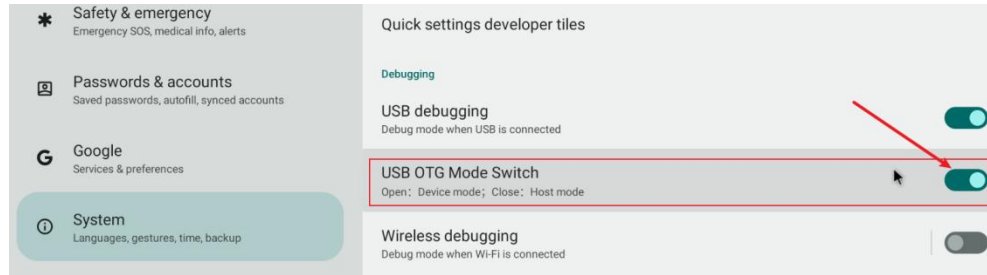 Safety & emergency
Emergency SOS, medical info, alerts
Passwords & accounts
Saved passwords, autofill, synced accounts
Google
Services & preferences
System
Languages, gestures, time, backup
Quick settings developer tiles
Debugging
USB debugging
Debug mode when USB is connected
USB OTG Mode Switch
Open：Device mode；Close：Host mode
Wireless debugging
Debug mode when Wi-Fi is connected